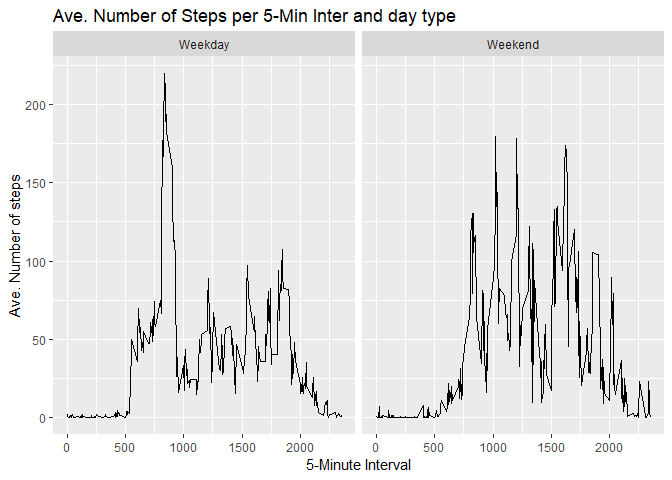 Ave. Number of Steps per 5-Min Inter and day type
Weekday
Weekend
Ave. Number of steps
200
150
100
50
0
0 500 1000 1500 2000
0 500 1000 1500 2000
5-Minute Interval